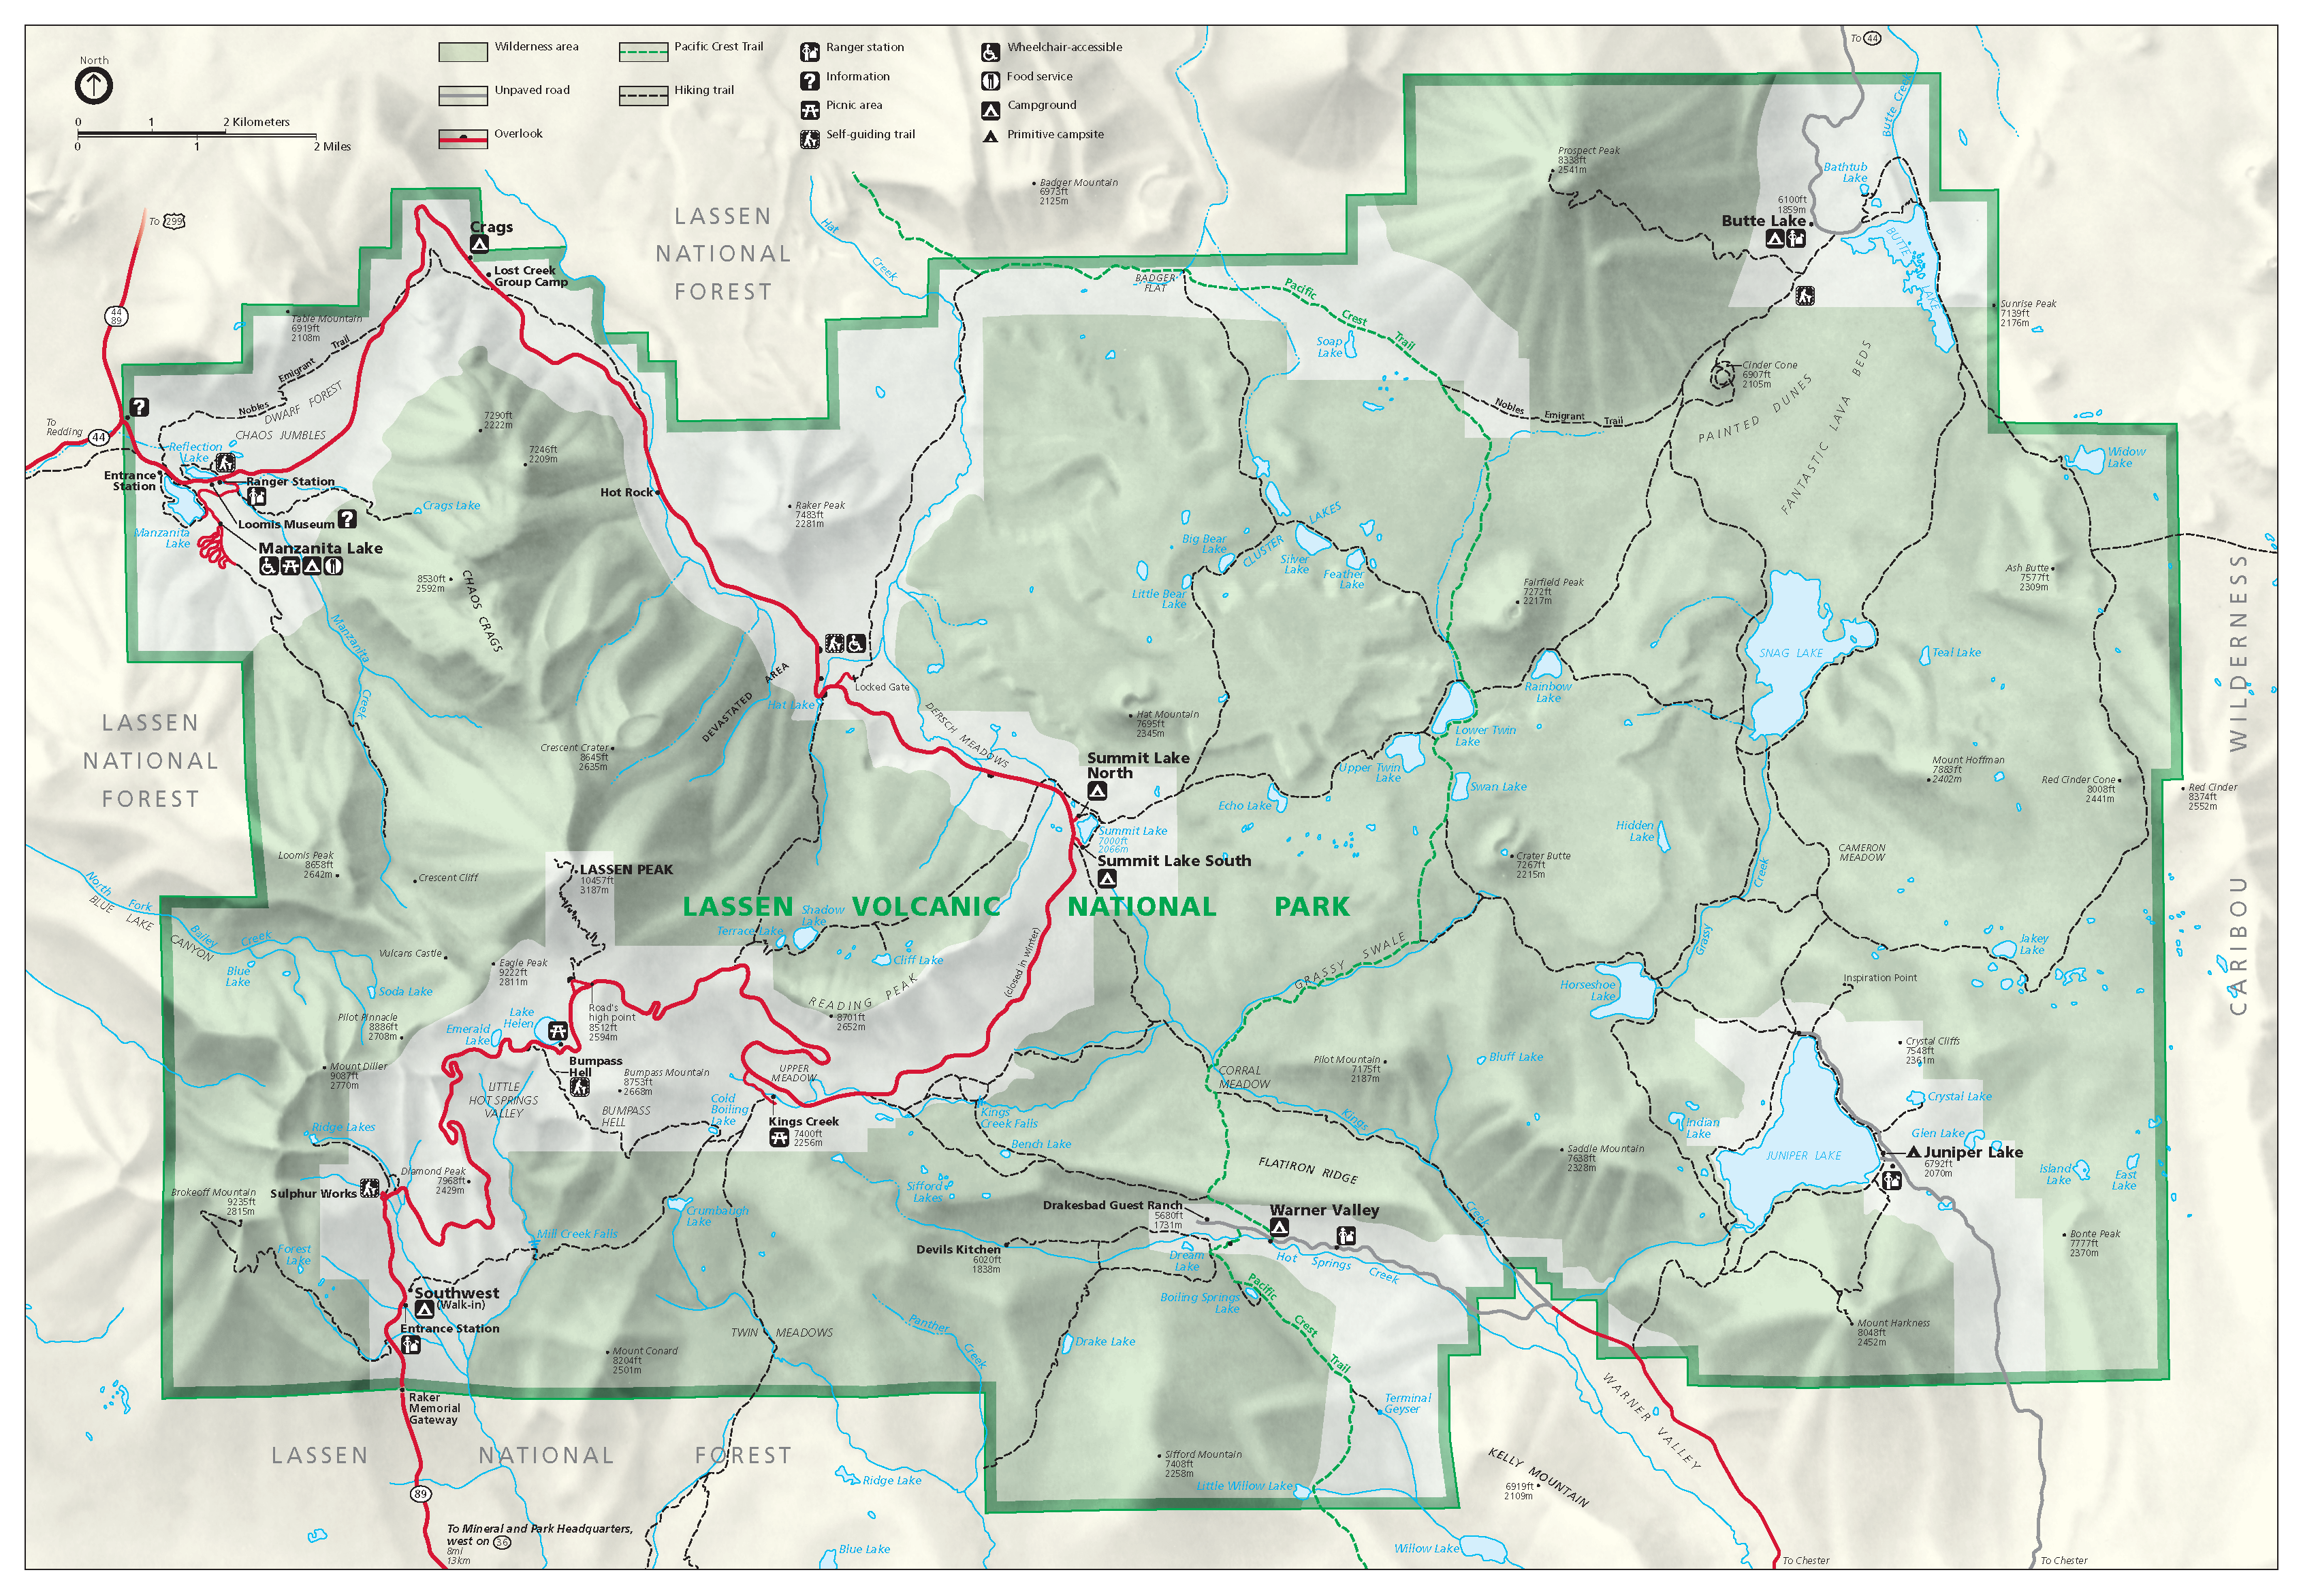 North
0 1 2 Kilometers
0 1 2 Miles
Wilderness area
Unpaved road
Overlook
Pacific Crest Trail
Hiking trail
Ranger station
Information
Picnic area
Self-guiding trail
Wheelchair-accessible
Food service
Campground
Primitive campsite
To 44
Butte Creek
Prospect Peak
8338ft
2541m
Bathtub
Lake
6100ft
1859m
Butte Lake
BUTTE LAKE
Badger Mountain
6973ft
2125m
To 299
LASSEN
NATIONAL
FOREST
Hat
Creek
Crags
Lost Creek
Group Camp
BADGER
FLAT
Pacific
Crest
Trail
Sunrise Peak
7139ft
2176m
44
89
Table Mountain
6919ft
2108m
Nobles
Emigrant
Trail
DWARF FOREST
CHAOS JUMBLES
Soap
Lake
Cinder Cone
6907ft
2105m
PAINTED DUNES
FANTASTIC LAVA BEDS
Nobles
Emigrant
Trail
To
Redding
44
7290ft
2222m
7246ft
2209m
Reflection
Lake
Entrance
Station
Ranger Station
Loomis Museum
Crags Lake
Manzanita
Lake
Manzanita Lake
Hot Rock
Raker Peak
7483ft
2281m
Widow
Lake
Big Bear
Lake
CLUSTER
LAKES
Silver
Lake
Feather
Lake
Little Bear
Lake
8530ft
2592m
CHAOS CRAGS
Manzanita
Creek
Fairfield Peak
7272ft
2217m
Ash Butte
7577ft
2309m
SNAG LAKE
Teal Lake
Rainbow
Lake
Locked Gate
Hat Lake
DEVASTATED AREA
DERSCH MEADOWS
Hat Mountain
7695ft
2345m
Lower Twin
Lake
Upper Twin
Lake
Swan Lake
LASSEN
NATIONAL
FOREST
Crescent Crater
8645ft
2635m
Summit Lake
North
Echo Lake
Summit Lake
7000ft
2066m
Summit Lake South
Hidden
Lake
Mount Hoffman
7883ft
2402m
Red Cinder Cone
8008ft
2441m
Red Cinder
8374ft
2552m
CARIBOU WILDERNESS
Crater Butte
7267ft
2215m
CAMERON
MEADOW
Loomis Peak
8658ft
2642m
Crescent Cliff
LASSEN PEAK
10457ft
3187m
LASSEN VOLCANIC NATIONAL PARK
North
Fork
Bailey
Creek
BLUE LAKE
CANYON
Blue
Lake
Vulcans Castle
Soda Lake
Eagle Peak
9222ft
2811m
Terrace Lake
Shadow
Lake
Cliff Lake
READING PEAK
8701ft
2652m
(closed in winter)
GRASSY SWALE
Grassy
Creek
Horseshoe
Lake
Jakey
Lake
Inspiration Point
Pilot Pinnacle
8886ft
2708m
Emerald
Lake
Lake
Helen
Road's
high point
8512ft
2594m
Bumpass
Hell
Mount Diller
9087ft
2770m
LITTLE
HOT SPRINGS
VALLEY
Bumpass Mountain
8753ft
2668m
BUMPASS
HELL
Cold
Boiling
Lake
UPPER
MEADOW
Kings Creek
7400ft
2256m
Kings
Creek Falls
Bench Lake
CORRAL
MEADOW
Pilot Mountain
7175ft
2187m
Bluff Lake
Kings
Creek
Crystal Cliffs
7548ft
2361m
Crystal Lake
Indian
Lake
Glen Lake
JUNIPER LAKE
Juniper Lake
6792ft
2070m
Island
Lake
East
Lake
Ridge Lakes
Sulphur Works
Diamond Peak
7968ft
2429m
Brokeoff Mountain
9235ft
2815m
Forest
Lake
Mill Creek Falls
Crumbaugh
Lake
Sifford
Lakes
FLATIRON RIDGE
Saddle Mountain
7638ft
2328m
Drakesbad Guest Ranch
5680ft
1731m
Warner Valley
Devils Kitchen
6020ft
1838m
Dream
Lake
Hot Springs Creek
Boiling Springs
Lake
Pacific
Crest
Trail
Bonte Peak
7777ft
2370m
Southwest
(Walk-in)
Entrance Station
Mount Conard
8204ft
2501m
TWIN MEADOWS
Panther
Creek
Drake Lake
Mount Harkness
8048ft
2452m
Raker
Memorial
Gateway
Terminal
Geyser
WARNER VALLEY
LASSEN NATIONAL FOREST
Sifford Mountain
7408ft
2258m
Little Willow Lake
KELLY MOUNTAIN
6919ft
2109m
Ridge Lake
89
To Mineral and Park Headquarters,
west on 36
8mi
13km
Blue Lake
Willow Lake
To Chester
To Chester